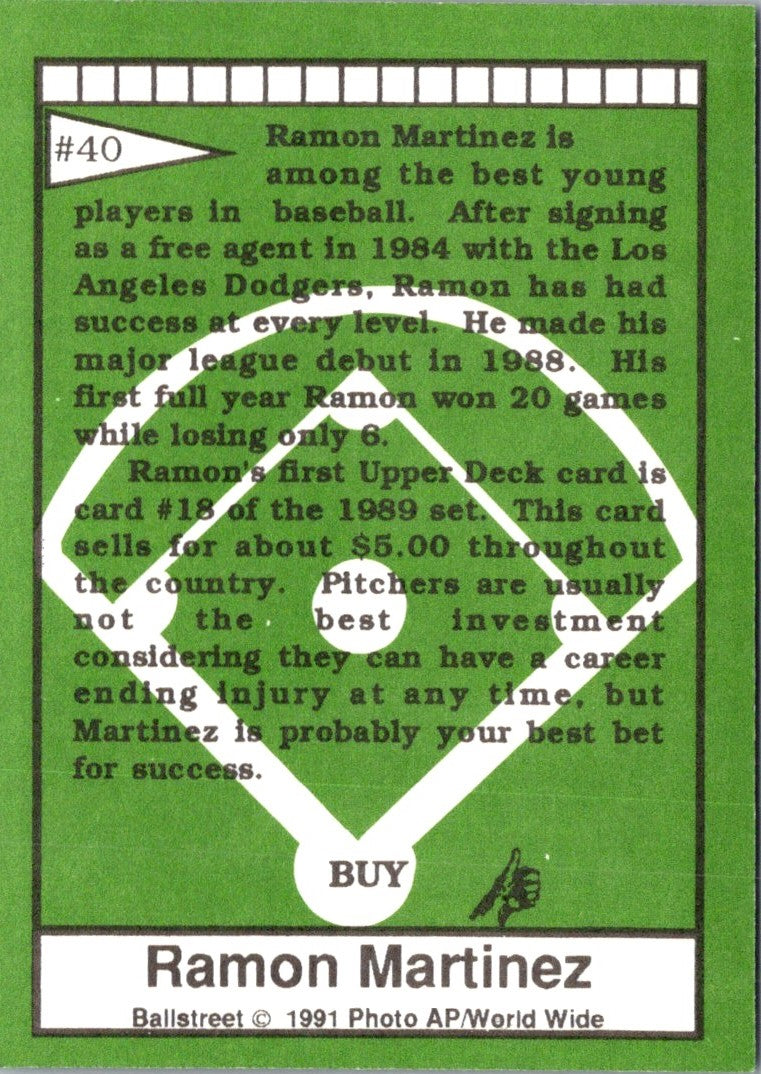 #40
Ramon Martinez is
among the best young
players in baseball. After signing
as a free agent in 1984 with the Los
Angeles Dodgers, Ramon has had
success at every level. He made his
major league debut in 1988. His
first full year Ramon won 20 games
while losing only 6.
Ramon's first Upper Deck card is
card #18 of the 1989 set. This card
sells for about $5.00 throughout
the country. Pitchers are usually
not the best investment
considering they can have a career
ending injury at any time, but
Martinez is probably your best bet
for success.
BUY
Ramon Martinez
Ballstreet © 1991 Photo AP/World Wide